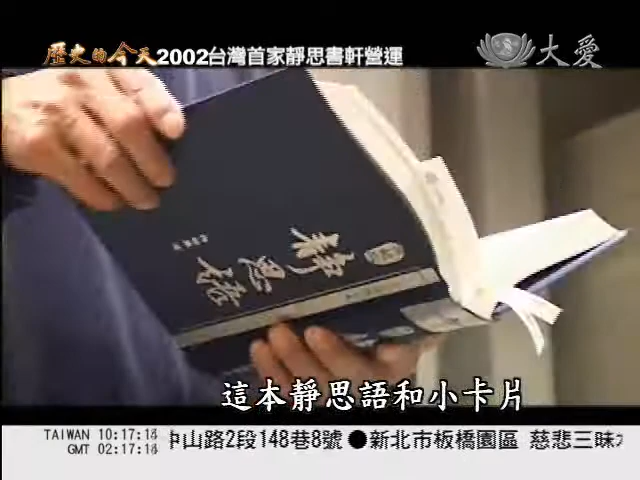 歷史的今天2002台灣首家靜思書軒營運
大愛
靜思語
這本靜思語和小卡片
TAIWAN 10:17:18
GMT 02:17:18
中山路2段148巷8號●新北市板橋園區 慈悲三昧